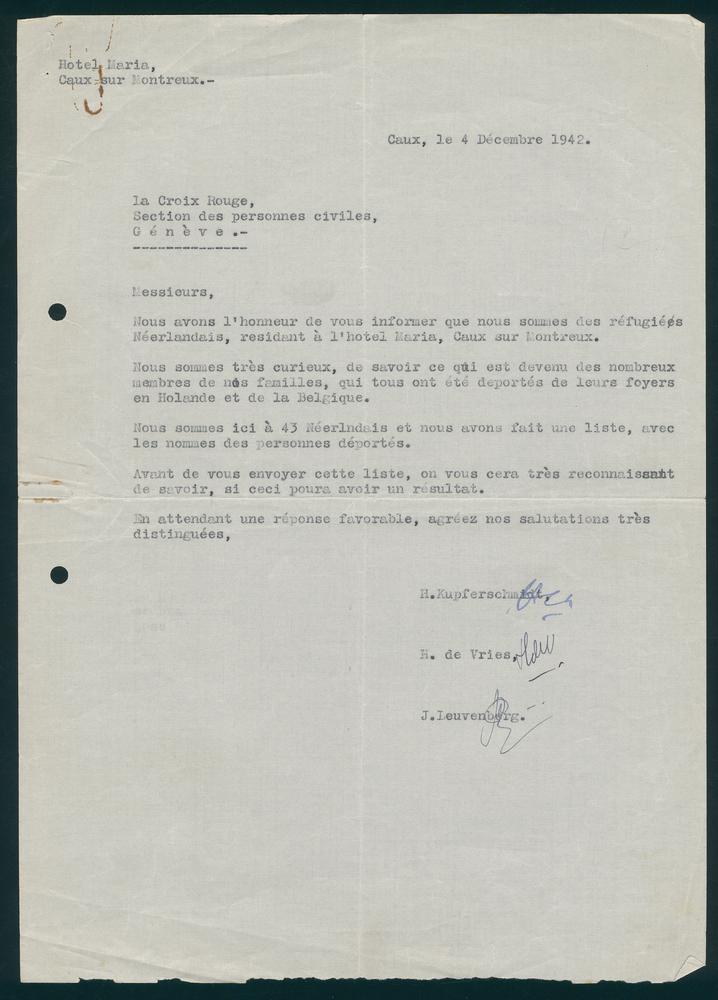 Hotel Maria,
Caux sur Montreux.-
Caux, le 4 Décembre 1942.
la Croix Rouge,
Section des personnes civiles,
G é n è v e .-
--------------
Messieurs,
Nous avons l'honneur de vous informer que nous sommes des réfugiéés
Néerlandais, residant à l'hotel Maria, Caux sur Montreux.
Nous sommes très curieux, de savoir ce qui est devenu des nombreux
membres de nos familles, qui tous ont été deportés de leurs foyers
en Holande et de la Belgique.
Nous sommes ici à 43 Néerlndais et nous avons fait une liste, avec
les nommes des personnes déportés.
Avant de vous envoyer cette liste, on vous cera très reconnaissant
de savoir, si ceci poura avoir un résultat.
En attendant une réponse favorable, agréez nos salutations très
distinguées,
H.Kupferschmidt,
H. de Vries,
J.Leuvenberg.